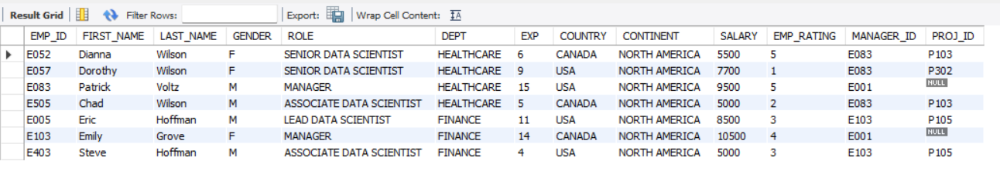 Result Grid Filter Rows: Export: Wrap Cell Content: IA
EMP_ID FIRST_NAME LAST_NAME GENDER ROLE DEPT EXP COUNTRY CONTINENT SALARY EMP_RATING MANAGER_ID PROJ_ID
E052 Dianna Wilson F SENIOR DATA SCIENTIST HEALTHCARE 6 CANADA NORTH AMERICA 5500 5 E083 P103
E057 Dorothy Wilson F SENIOR DATA SCIENTIST HEALTHCARE 9 USA NORTH AMERICA 7700 1 E083 P302
E083 Patrick Voltz M MANAGER HEALTHCARE 15 USA NORTH AMERICA 9500 5 E001 NULL
E505 Chad Wilson M ASSOCIATE DATA SCIENTIST HEALTHCARE 5 CANADA NORTH AMERICA 5000 2 E083 P103
E005 Eric Hoffman M LEAD DATA SCIENTIST FINANCE 11 USA NORTH AMERICA 8500 3 E103 P105
E103 Emily Grove F MANAGER FINANCE 14 CANADA NORTH AMERICA 10500 4 E001 NULL
E403 Steve Hoffman M ASSOCIATE DATA SCIENTIST FINANCE 4 USA NORTH AMERICA 5000 3 E103 P105